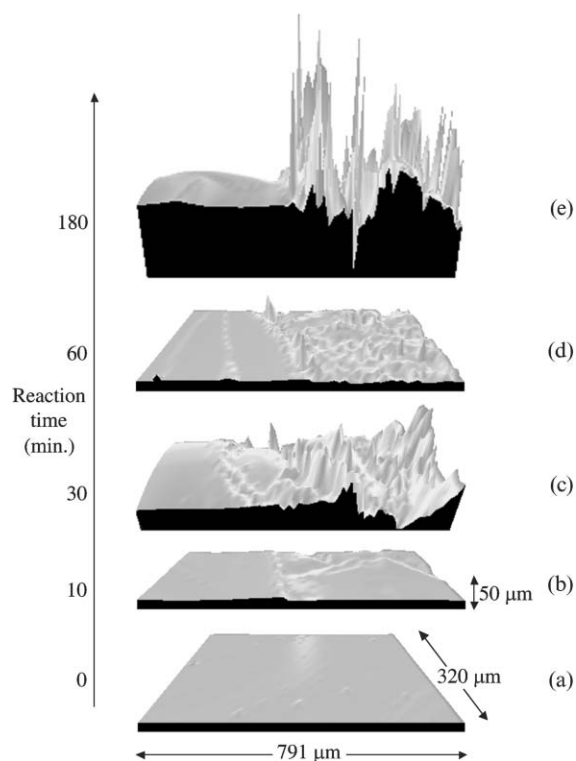 180
(e)
60
(d)
Reaction
time
(min.)
30
(c)
10
(b)
50 μm
0
(a)
320 μm
791 μm